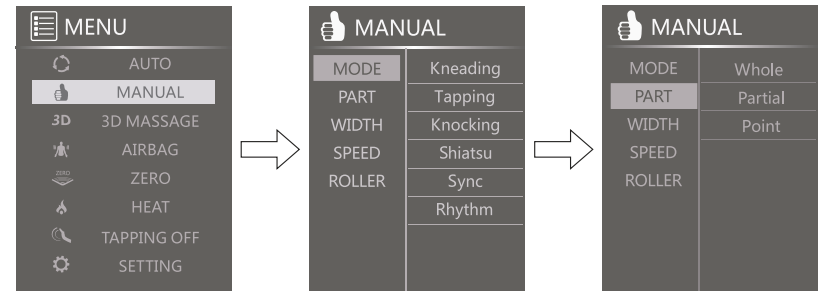 MENU
AUTO
MANUAL
3D 3D MASSAGE
AIRBAG
ZERO ZERO
HEAT
TAPPING OFF
SETTING
MANUAL
MODE Kneading
PART Tapping
WIDTH Knocking
SPEED Shiatsu
ROLLER Sync
Rhythm
MANUAL
MODE Whole
PART Partial
WIDTH Point
SPEED
ROLLER